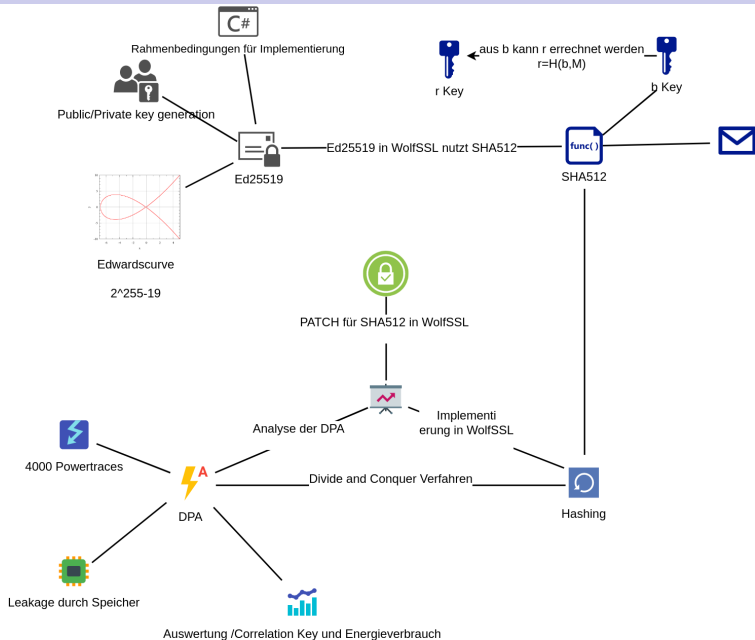 C#
Rahmenbedingungen für Implementierung
aus b kann r errechnet werden
r=H(b,M)
r Key
b Key
Public/Private key generation
Ed25519 in WolfSSL nutzt SHA512
func( )
Ed25519
SHA512
Edwardscurve
2^255-19
PATCH für SHA512 in WolfSSL
Analyse der DPA
Implementi
erung in WolfSSL
4000 Powertraces
A
Divide and Conquer Verfahren
DPA
Hashing
Leakage durch Speicher
Auswertung /Correlation Key und Energieverbrauch